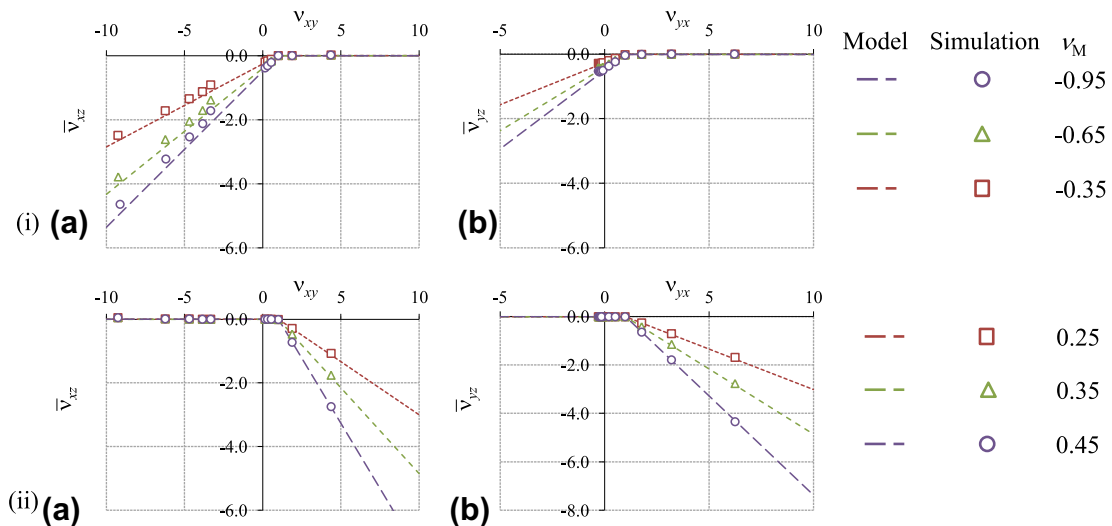 ν_xy
-10 -5 0 5 10
0.0
-2.0
-4.0
-6.0
ν̅_xz
(i) (a)
ν_yx
-5 0 5 10
0.0
-2.0
-4.0
-6.0
ν̅_yz
(b)
Model Simulation ν_M
-0.95
-0.65
-0.35
ν_xy
-10 -5 0 5 10
0.0
-2.0
-4.0
-6.0
ν̅_xz
(ii) (a)
ν_yx
-5 0 5 10
0.0
-2.0
-4.0
-6.0
-8.0
ν̅_yz
(b)
0.25
0.35
0.45